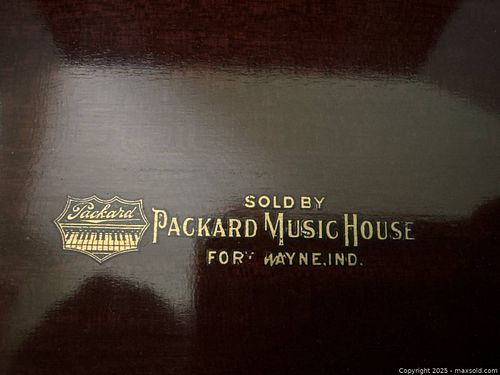 Packard
SOLD BY
PACKARD MUSIC HOUSE
FORT WAYNE, IND.
Copyright © 2025 - maxsold.com